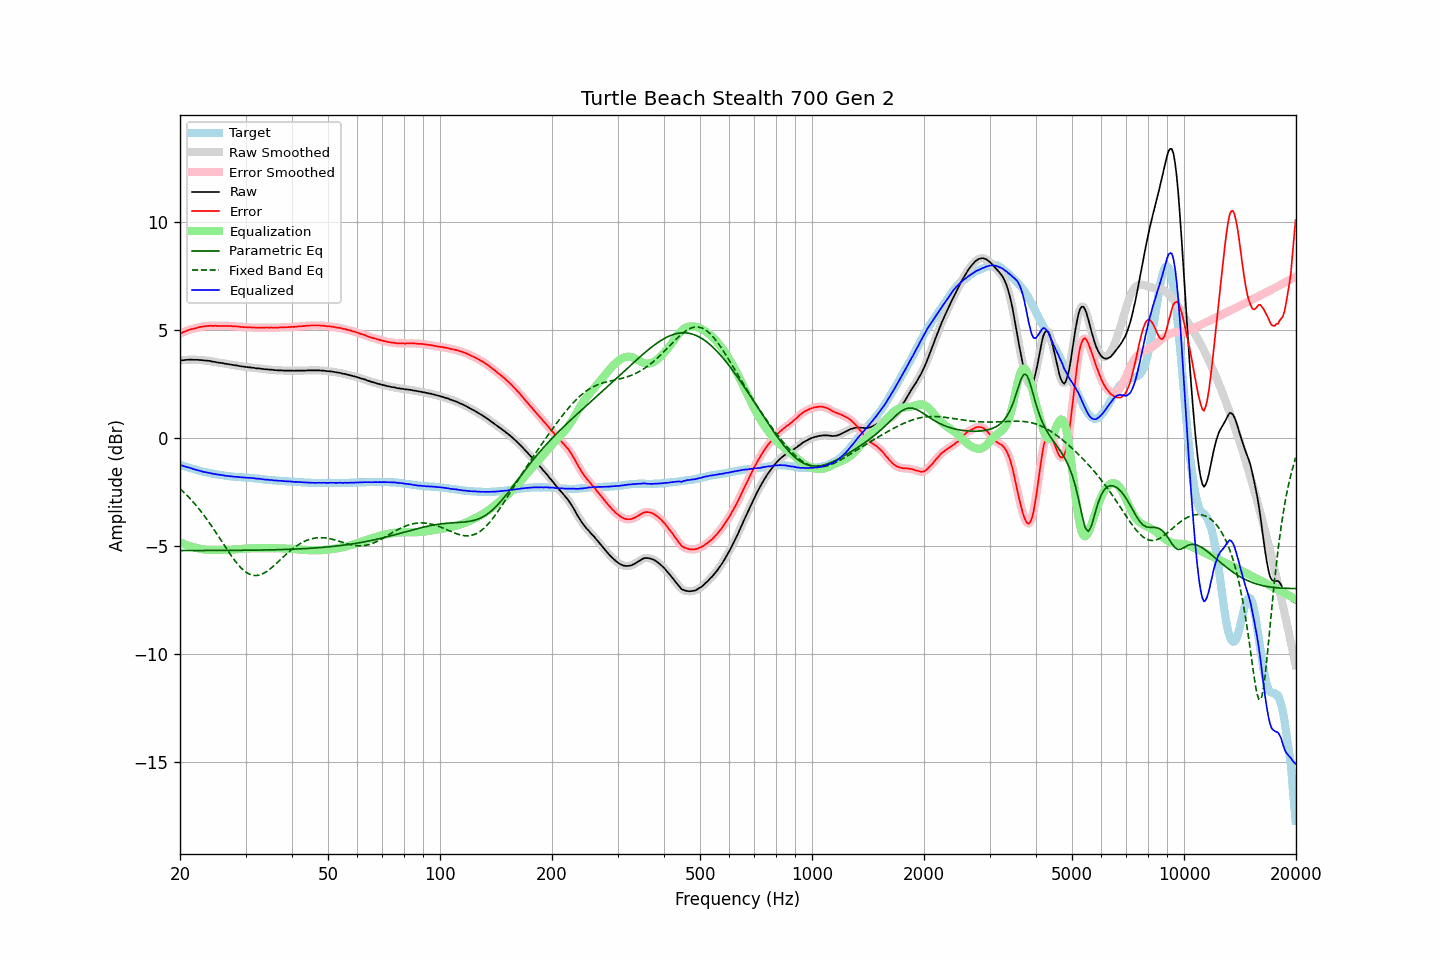 Turtle Beach Stealth 700 Gen 2
Target
Raw Smoothed
Error Smoothed
Raw
Error
Equalization
Parametric Eq
Fixed Band Eq
Equalized
Amplitude (dBr)
10
5
0
−5
−10
−15
20 50 100 200 500 1000 2000 5000 10000 20000
Frequency (Hz)